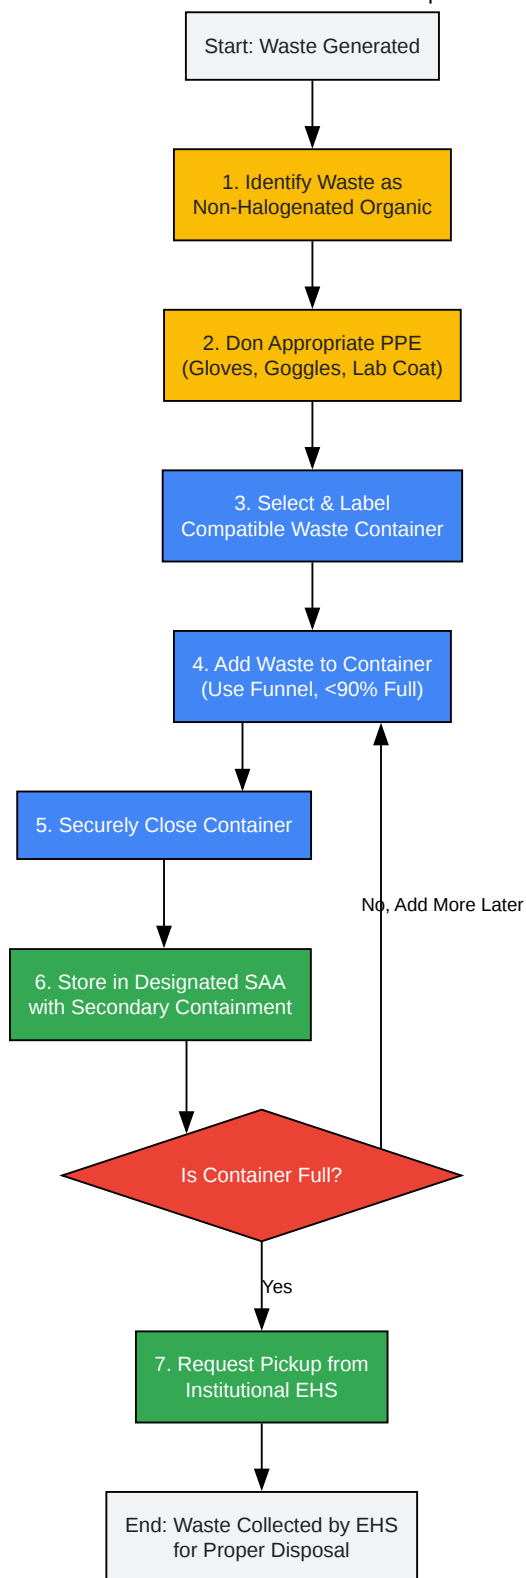 Start: Waste Generated
1. Identify Waste as
Non-Halogenated Organic
2. Don Appropriate PPE
(Gloves, Goggles, Lab Coat)
3. Select & Label
Compatible Waste Container
4. Add Waste to Container
(Use Funnel, <90% Full)
5. Securely Close Container
No, Add More Later
6. Store in Designated SAA
with Secondary Containment
Is Container Full?
Yes
7. Request Pickup from
Institutional EHS
End: Waste Collected by EHS
for Proper Disposal